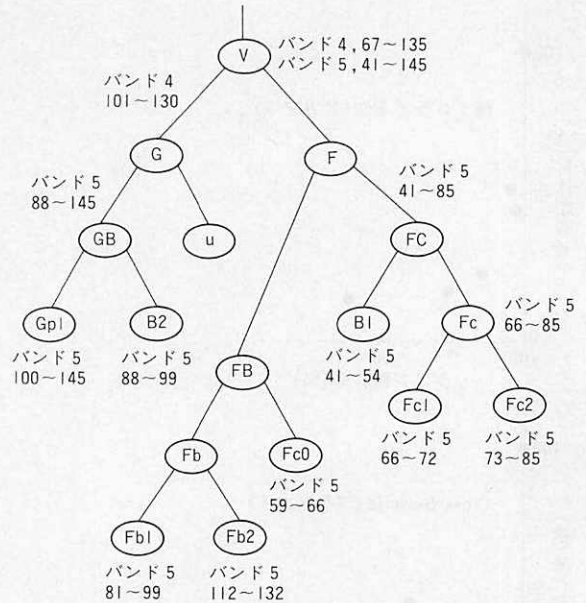 V
バンド4,67~135
バンド5,41~145
バンド4
101~130
G
F
バンド5
88~145
バンド5
41~85
GB
u
FC
Gp1
B2
B1
Fc
バンド5
66~85
バンド5
100~145
バンド5
88~99
バンド5
41~54
FB
Fc1
Fc2
バンド5
66~72
バンド5
73~85
Fb
Fc0
バンド5
59~66
Fb1
Fb2
バンド5
81~99
バンド5
112~132